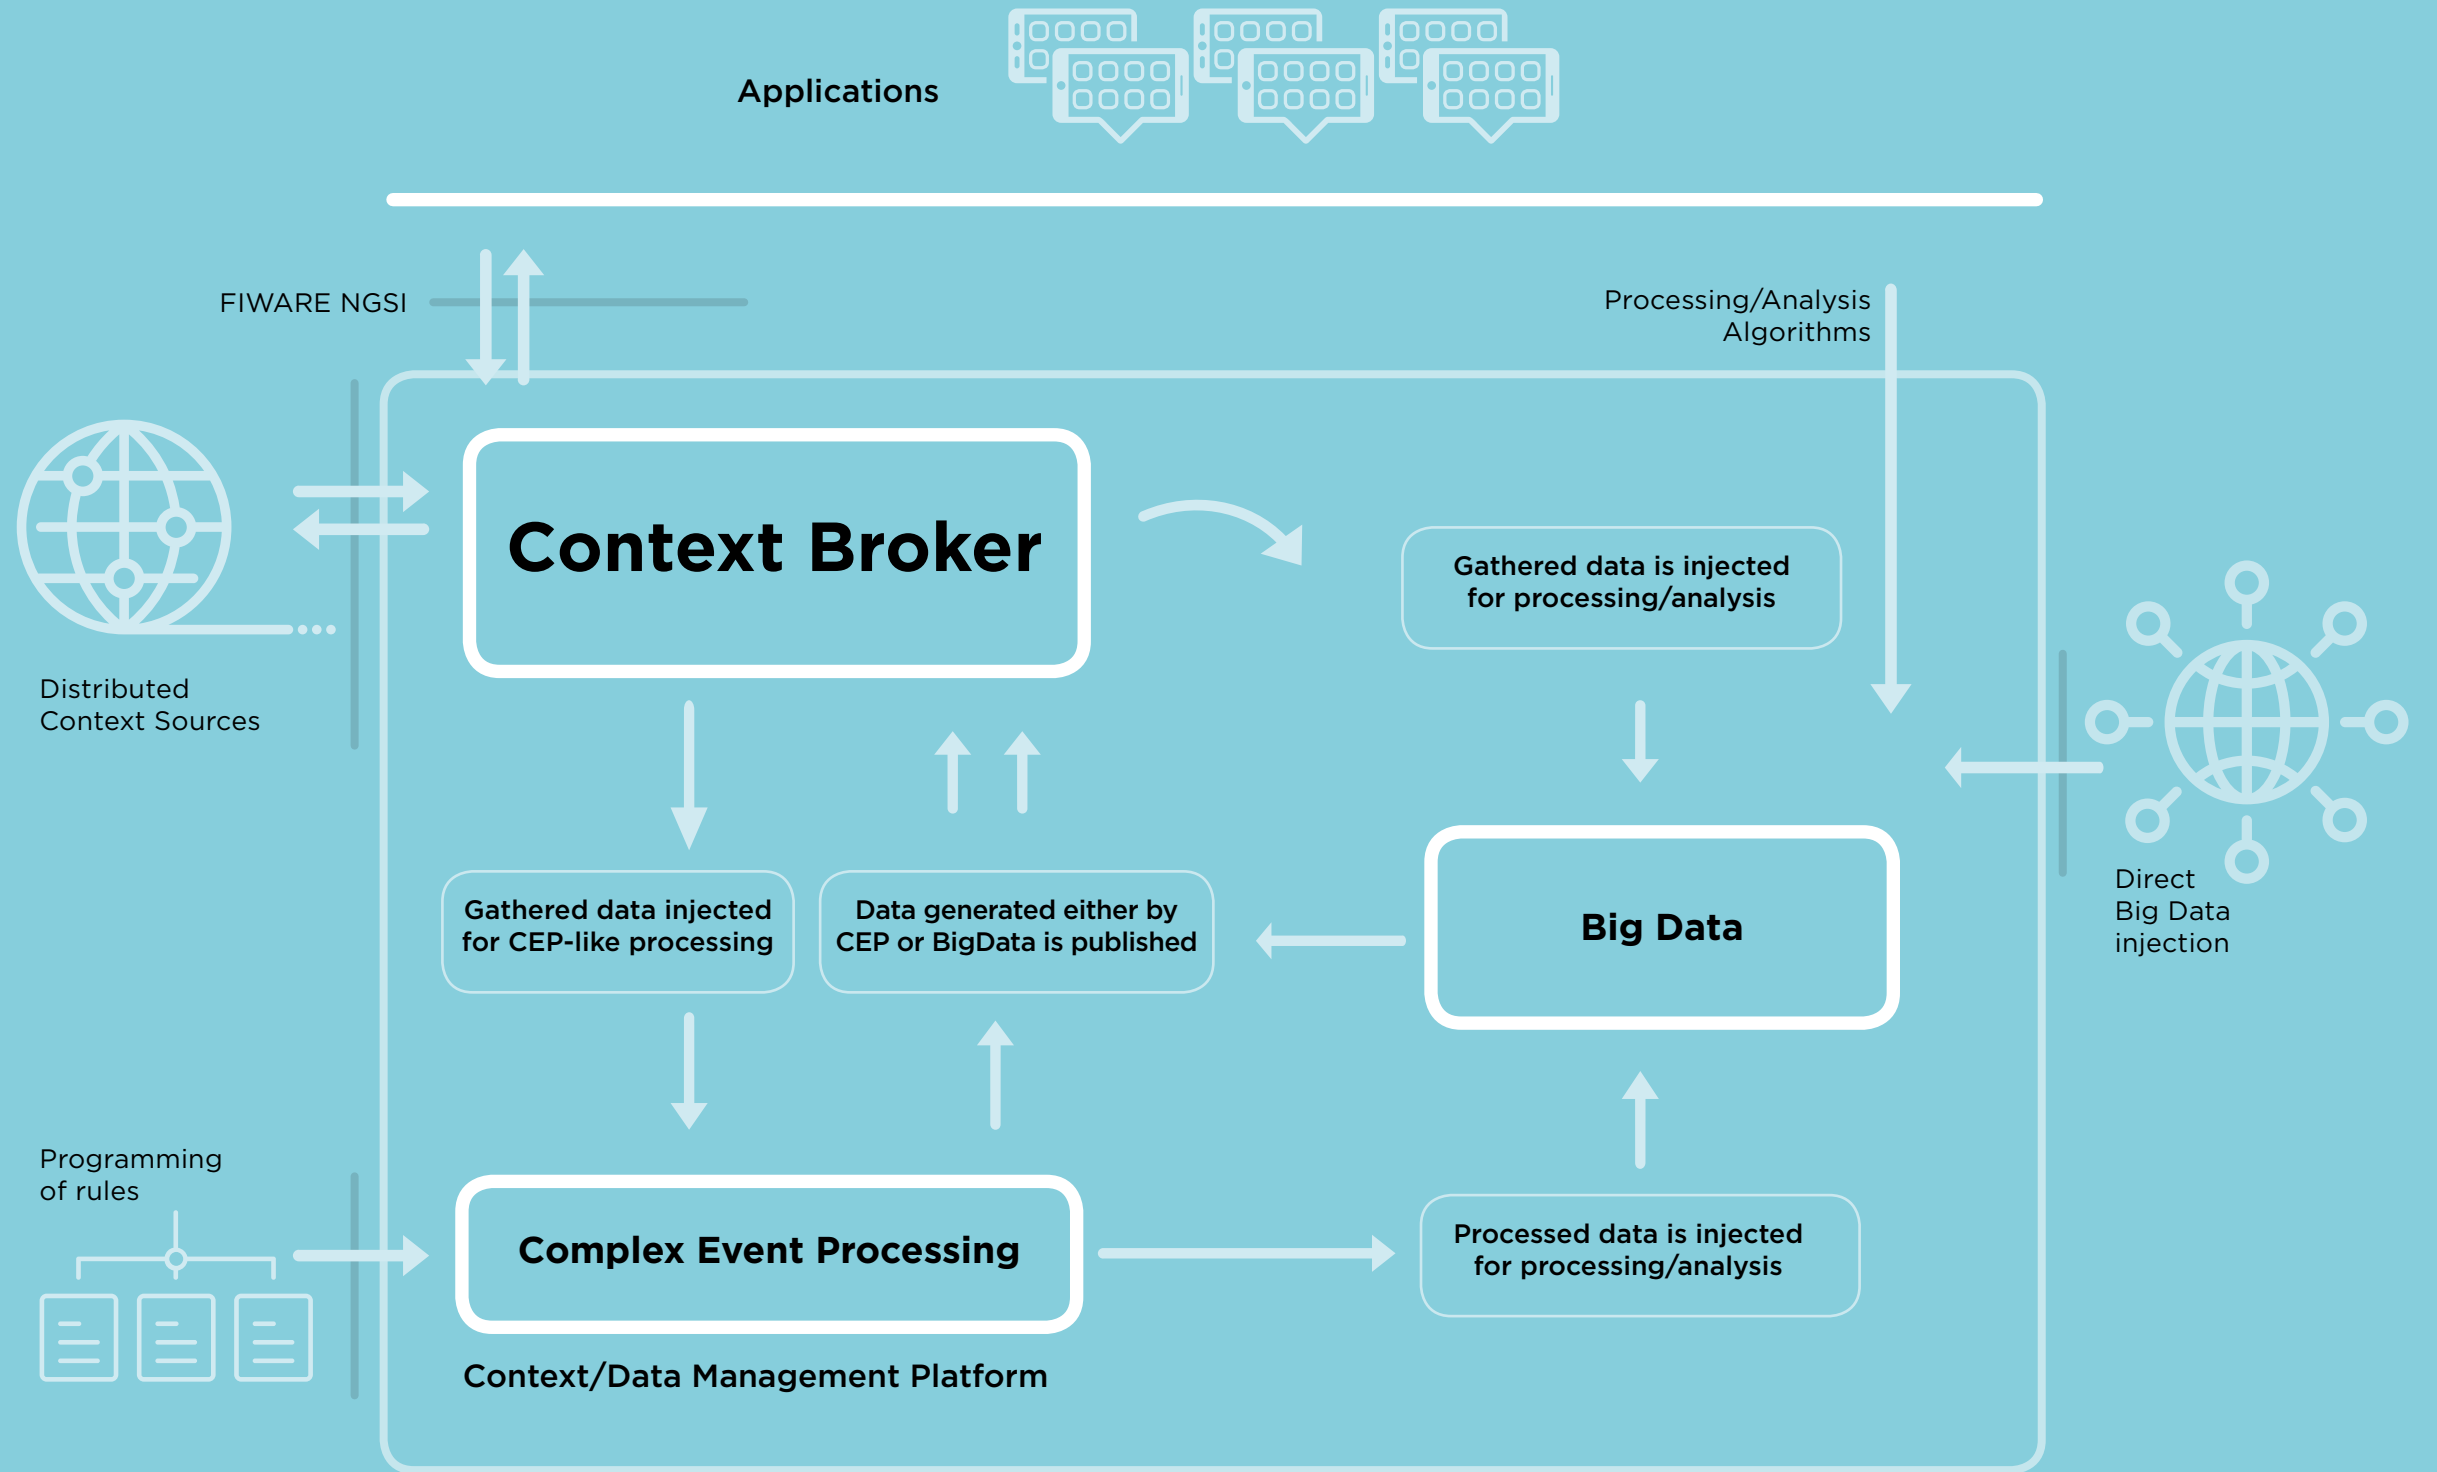 Applications
FIWARE NGSI
Processing/Analysis
Algorithms
Context Broker
Gathered data is injected
for processing/analysis
Distributed
Context Sources
Gathered data injected
for CEP-like processing
Data generated either by
CEP or BigData is published
Big Data
Direct
Big Data
injection
Programming
of rules
Complex Event Processing
Processed data is injected
for processing/analysis
Context/Data Management Platform